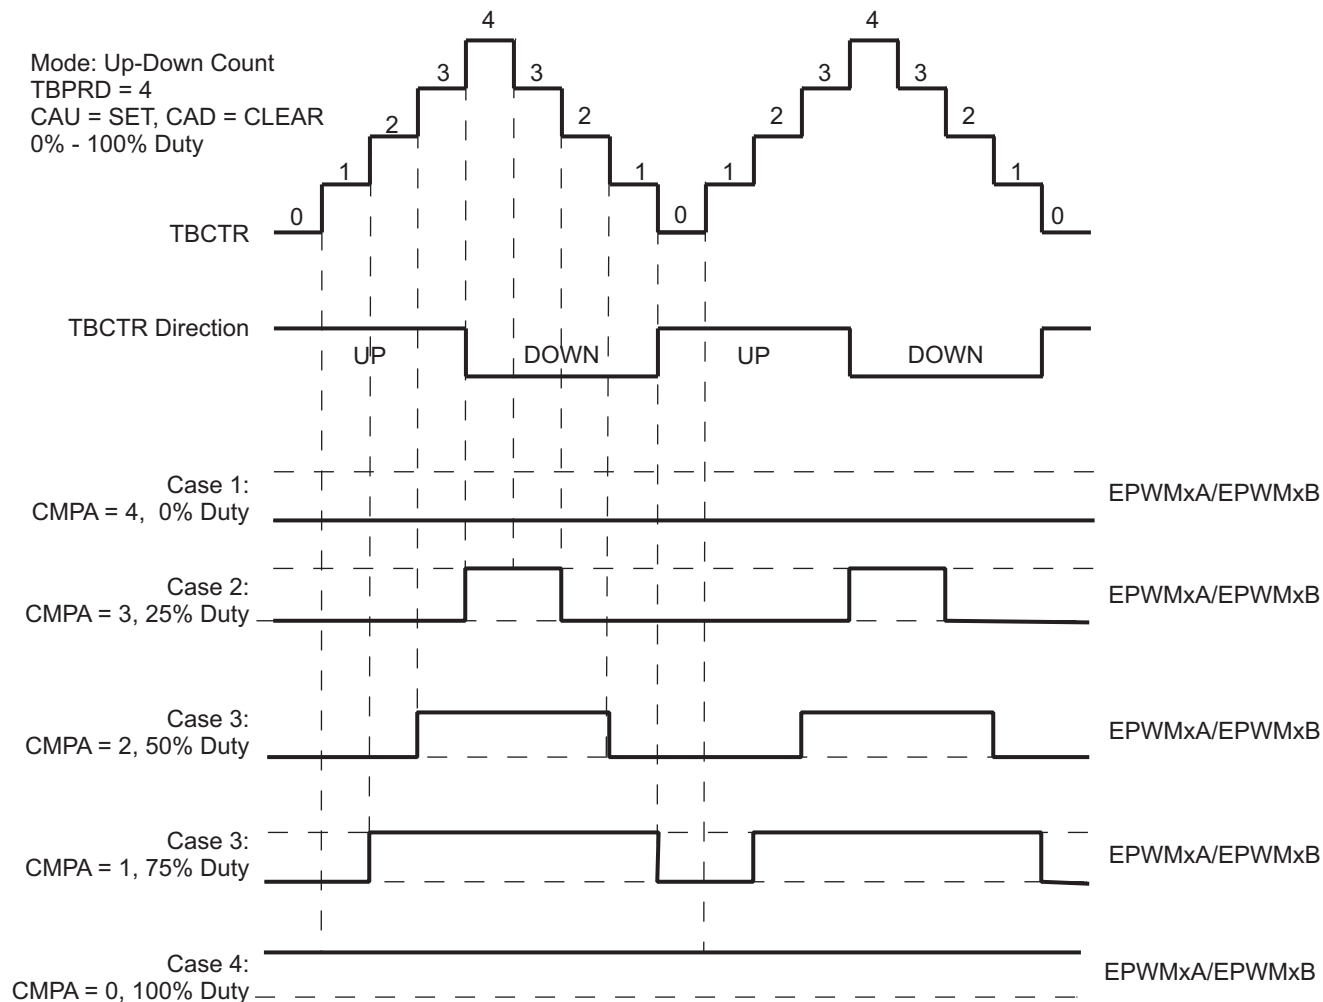 4
4
Mode: Up-Down Count
TBPRD = 4
CAU = SET, CAD = CLEAR
0% - 100% Duty
3
3
3
3
2
2
2
2
1
1
1
1
0
0
0
TBCTR
TBCTR Direction
UP
DOWN
UP
DOWN
Case 1:
CMPA = 4, 0% Duty
EPWMxA/EPWMxB
Case 2:
CMPA = 3, 25% Duty
EPWMxA/EPWMxB
Case 3:
CMPA = 2, 50% Duty
EPWMxA/EPWMxB
Case 3:
CMPA = 1, 75% Duty
EPWMxA/EPWMxB
Case 4:
CMPA = 0, 100% Duty
EPWMxA/EPWMxB